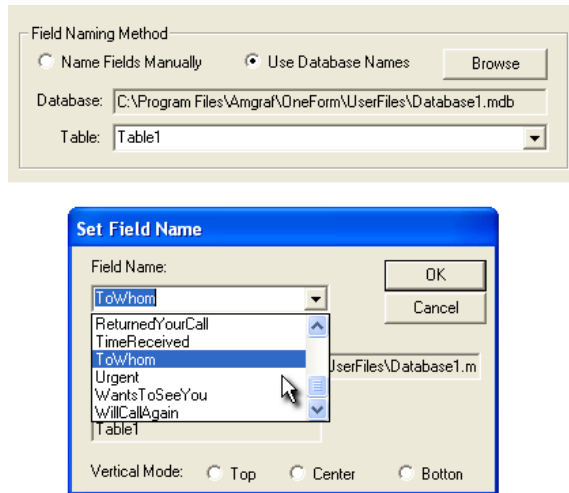 Field Naming Method
Name Fields Manually Use Database Names Browse
Database: C:\Program Files\Amgraf\OneForm\UserFiles\Database1.mdb
Table: Table1
Set Field Name
Field Name:
OK
ToWhom
Cancel
ReturnedYourCall
TimeReceived
ToWhom
JserFiles\Database1.m
Urgent
WantsToSeeYou
WillCallAgain
Table1
Vertical Mode: Top Center Botton